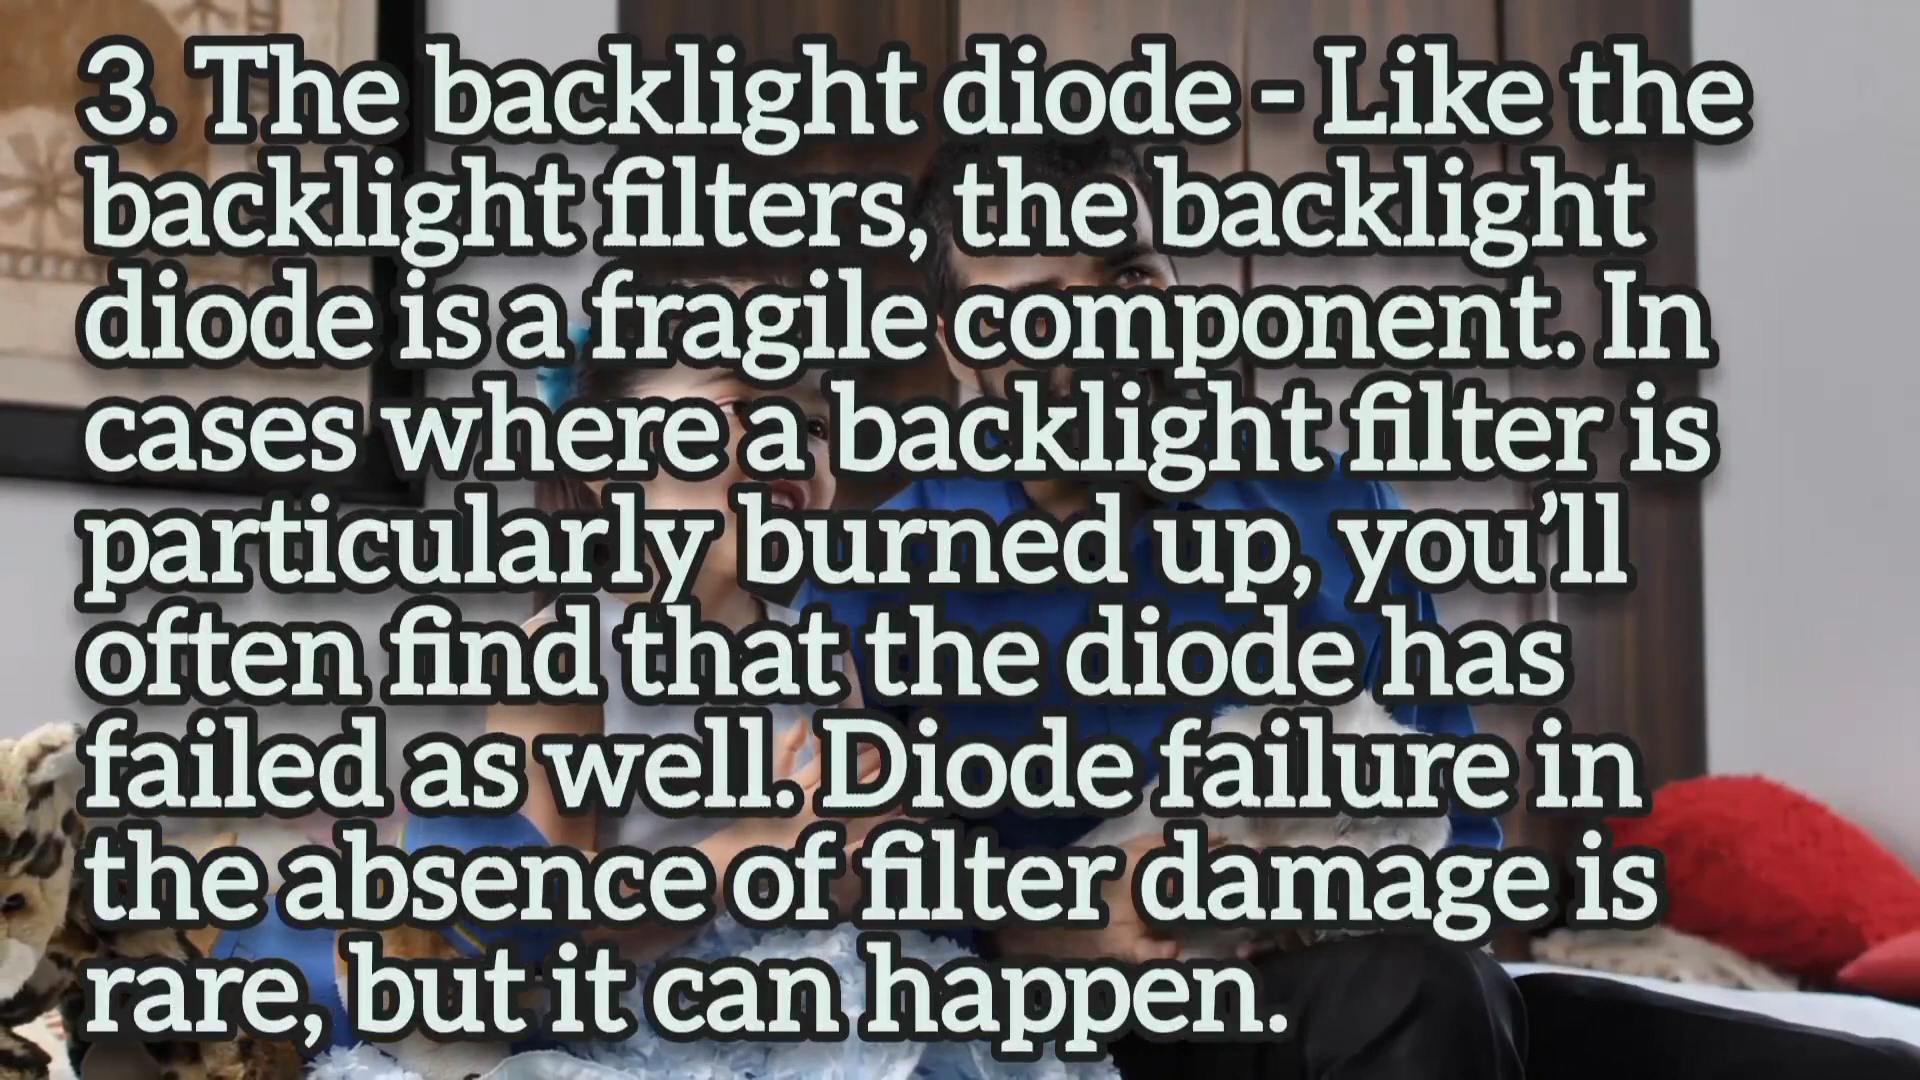 3. The backlight diode - Like the
backlight filters, the backlight
diode is a fragile component. In
cases where a backlight filter is
particularly burned up, you’ll
often find that the diode has
failed as well. Diode failure in
the absence of filter damage is
rare, but it can happen.